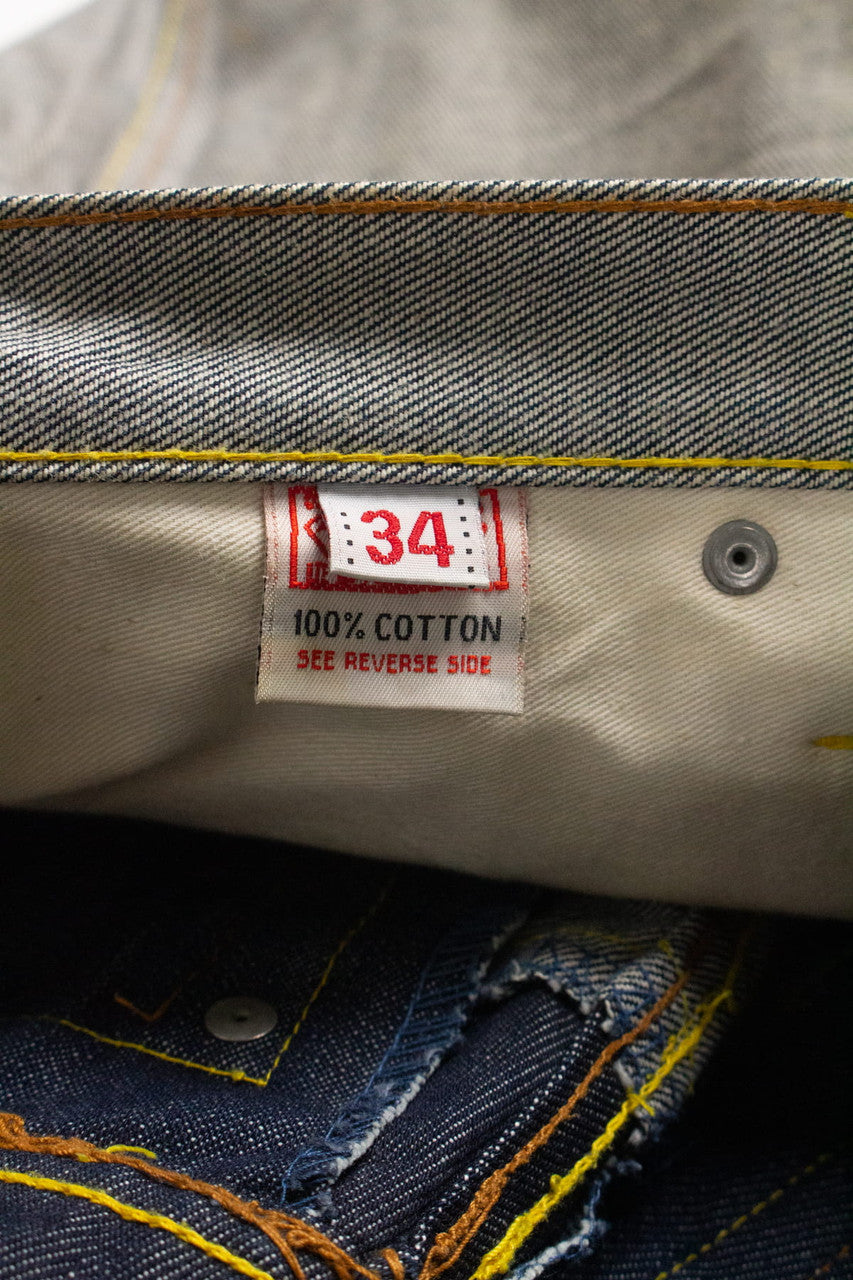 34
100% COTTON
SEE REVERSE SIDE